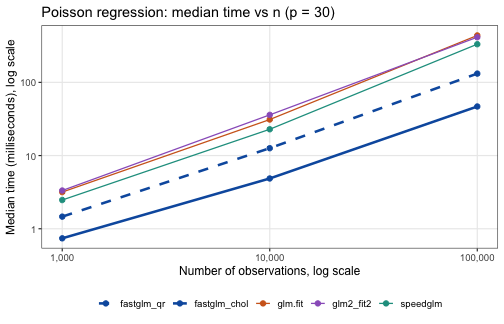 Poisson regression: median time vs n (p = 30)
Median time (milliseconds), log scale
100
10
1
1,000
10,000
100,000
Number of observations, log scale
fastglm_qr fastglm_chol glm.fit glm2_fit2 speedglm